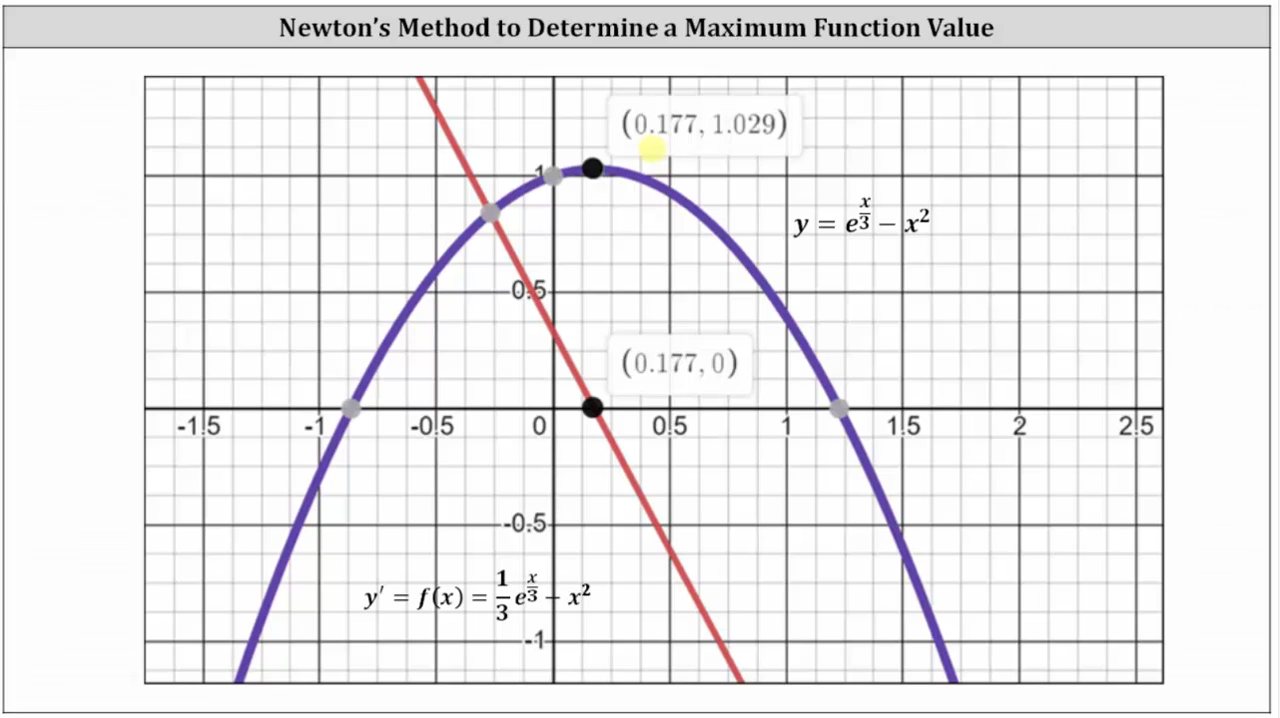 Newton's Method to Determine a Maximum Function Value
(0.177, 1.029)
1
y = e^(x/3) − x²
0.5
(0.177, 0)
-1.5 -1 -0.5 0 0.5 1 1.5 2 2.5
-0.5
y′ = f(x) = 1/3 e^(x/3) − x²
-1